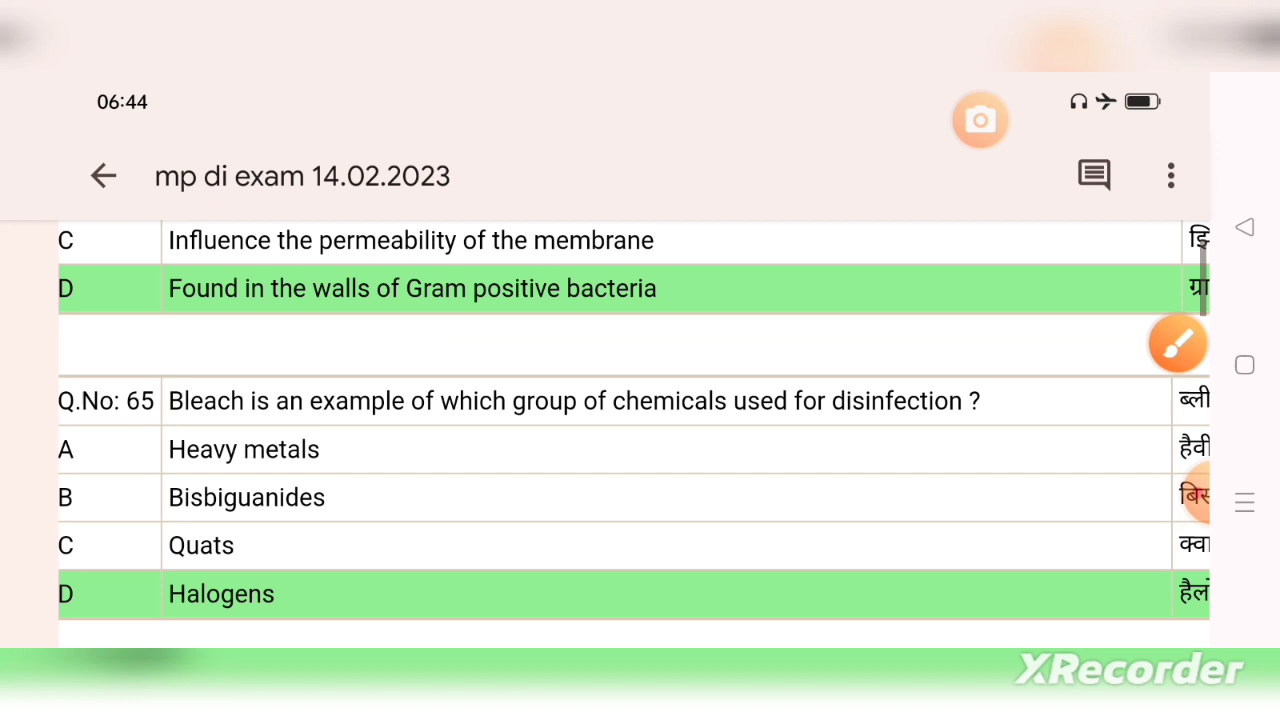 06:44
mp di exam 14.02.2023
C Influence the permeability of the membrane
D Found in the walls of Gram positive bacteria ग्रा
Q.No: 65 Bleach is an example of which group of chemicals used for disinfection ? ब्ली
A Heavy metals हैवी
B Bisbiguanides
C Quats क्वा
D Halogens
XRecorder